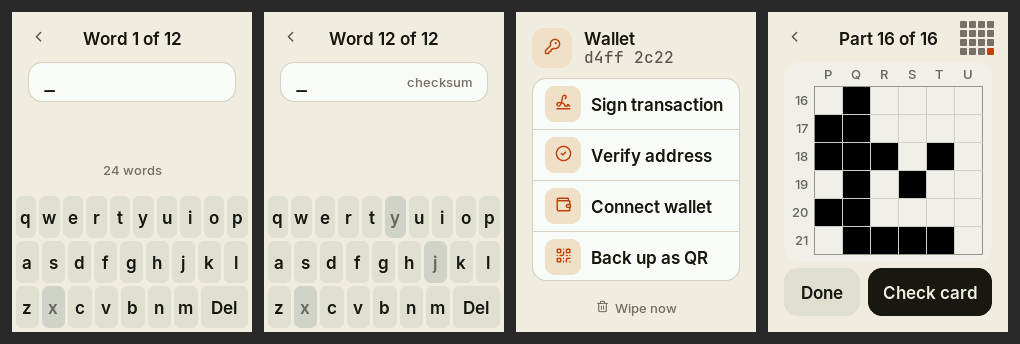 Word 1 of 12
_
24 words
q w e r t y u i o p
a s d f g h j k l
z x c v b n m Del
Word 12 of 12
_ checksum
q w e r t y u i o p
a s d f g h j k l
z x c v b n m Del
Wallet
d4ff 2c22
Sign transaction
Verify address
Connect wallet
Back up as QR
Wipe now
Part 16 of 16
P Q R S T U
16
17
18
19
20
21
Done Check card